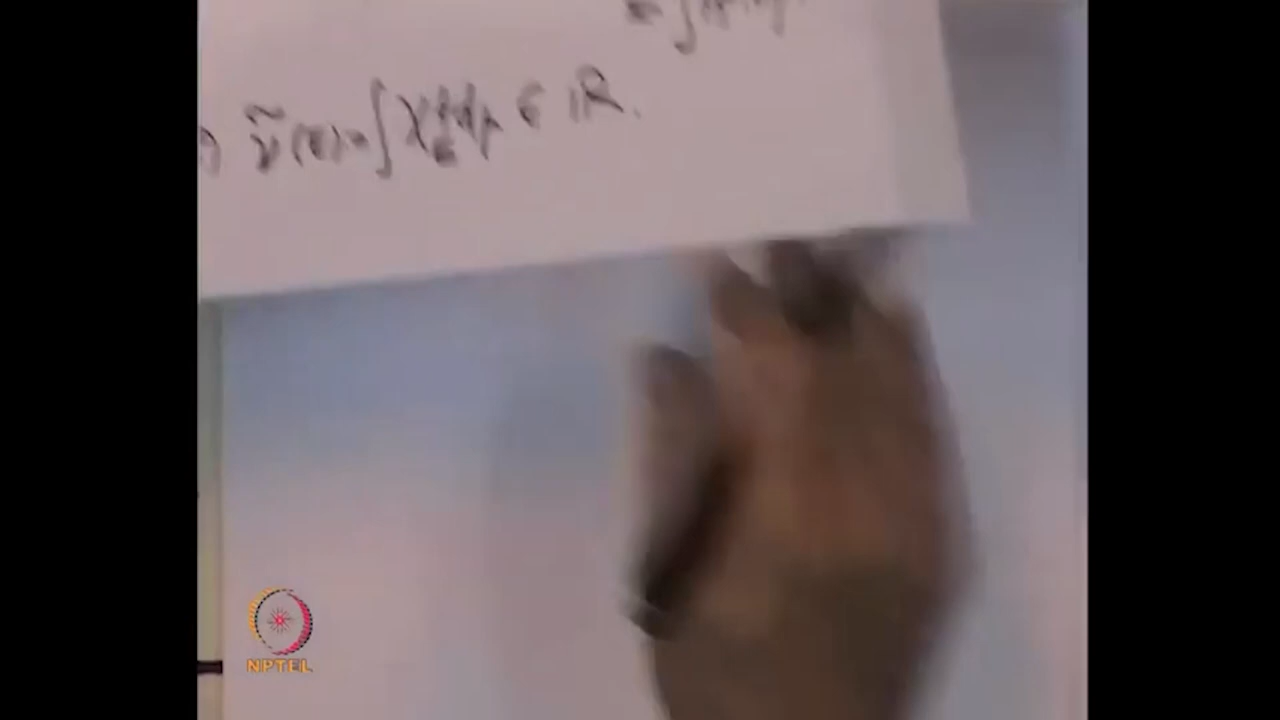 ν̃(E) = ∫ χ_E f dμ ∈ ℝ.
NPTEL